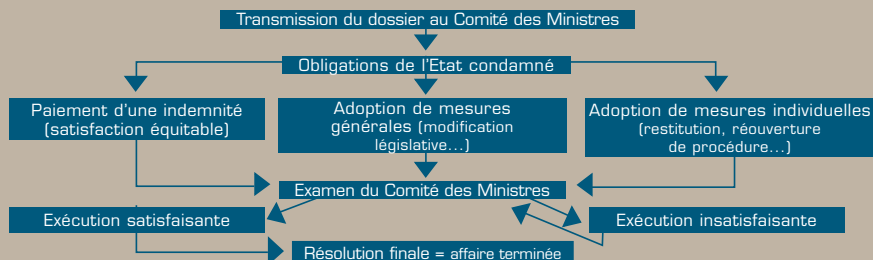 Transmission du dossier au Comité des Ministres
Obligations de l'Etat condamné
Paiement d'une indemnité
(satisfaction équitable)
Adoption de mesures
générales (modification
législative...)
Adoption de mesures individuelles
(restitution, réouverture
de procédure...)
Examen du Comité des Ministres
Exécution satisfaisante
Exécution insatisfaisante
Résolution finale = affaire terminée